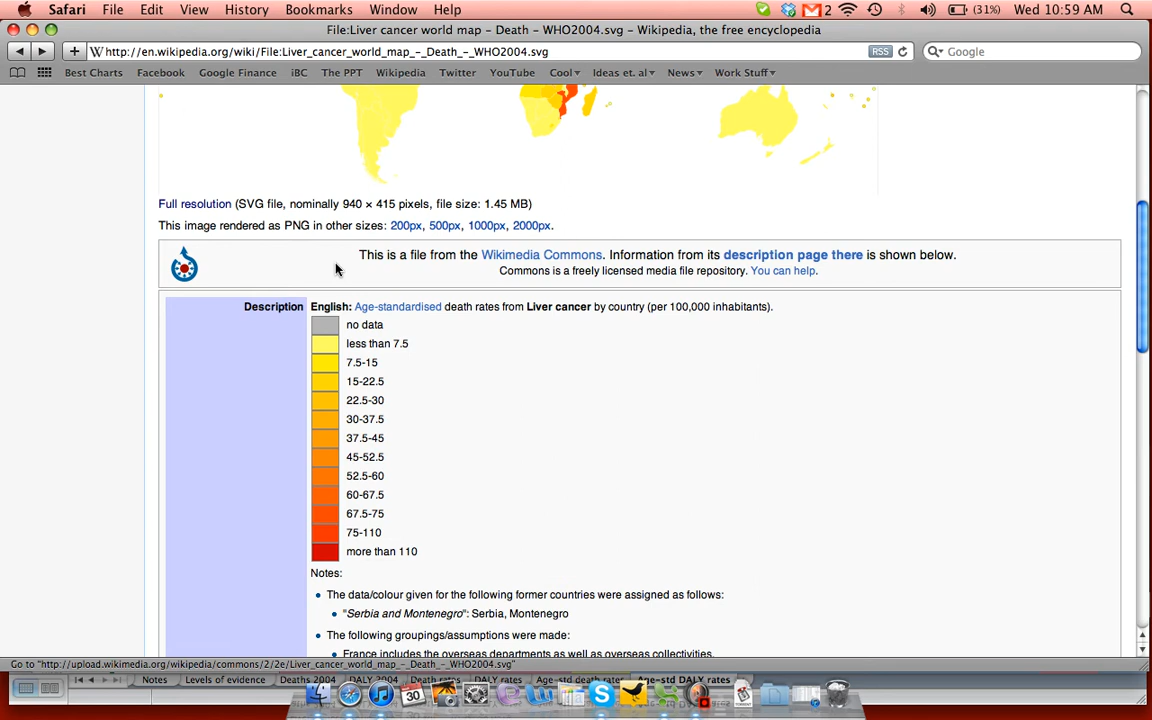 Safari File Edit View History Bookmarks Window Help 2 (31%) Wed 10:59 AM
File:Liver cancer world map – Death – WHO2004.svg – Wikipedia, the free encyclopedia
http://en.wikipedia.org/wiki/File:Liver_cancer_world_map_-_Death_-_WHO2004.svg RSS Google
Best Charts Facebook Google Finance iBC The PPT Wikipedia Twitter YouTube Cool Ideas et. al News Work Stuff
Full resolution (SVG file, nominally 940 × 415 pixels, file size: 1.45 MB)
This image rendered as PNG in other sizes: 200px, 500px, 1000px, 2000px.
This is a file from the Wikimedia Commons. Information from its description page there is shown below.
Commons is a freely licensed media file repository. You can help.
Description English: Age-standardised death rates from Liver cancer by country (per 100,000 inhabitants).
no data
less than 7.5
7.5-15
15-22.5
22.5-30
30-37.5
37.5-45
45-52.5
52.5-60
60-67.5
67.5-75
75-110
more than 110
Notes:
The data/colour given for the following former countries were assigned as follows:
"Serbia and Montenegro": Serbia, Montenegro
The following groupings/assumptions were made:
France includes the overseas departments as well as overseas collectivities.
Go to "http://upload.wikimedia.org/wikipedia/commons/2/2e/Liver_cancer_world_map_-_Death_-_WHO2004.svg"
Notes Levels of evidence Deaths 2004 DALY 2004 Death rates DALY rates Age-std death rates Age-std DALY rates
30